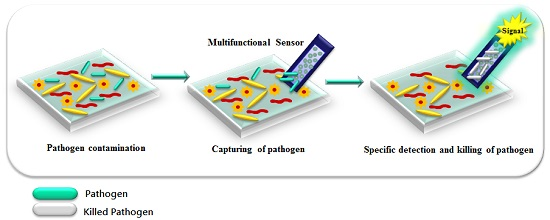 Signal
Multifunctional Sensor
Pathogen contamination
Capturing of pathogen
Specific detection and killing of pathogen
Pathogen
Killed Pathogen